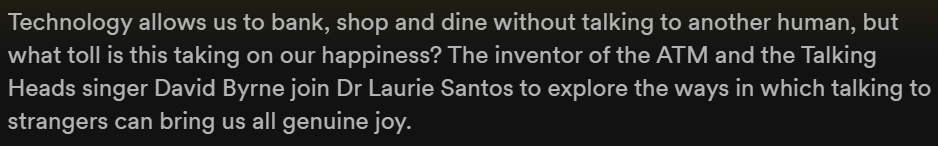 Technology allows us to bank, shop and dine without talking to another human, but
what toll is this taking on our happiness? The inventor of the ATM and the Talking
Heads singer David Byrne join Dr Laurie Santos to explore the ways in which talking to
strangers can bring us all genuine joy.